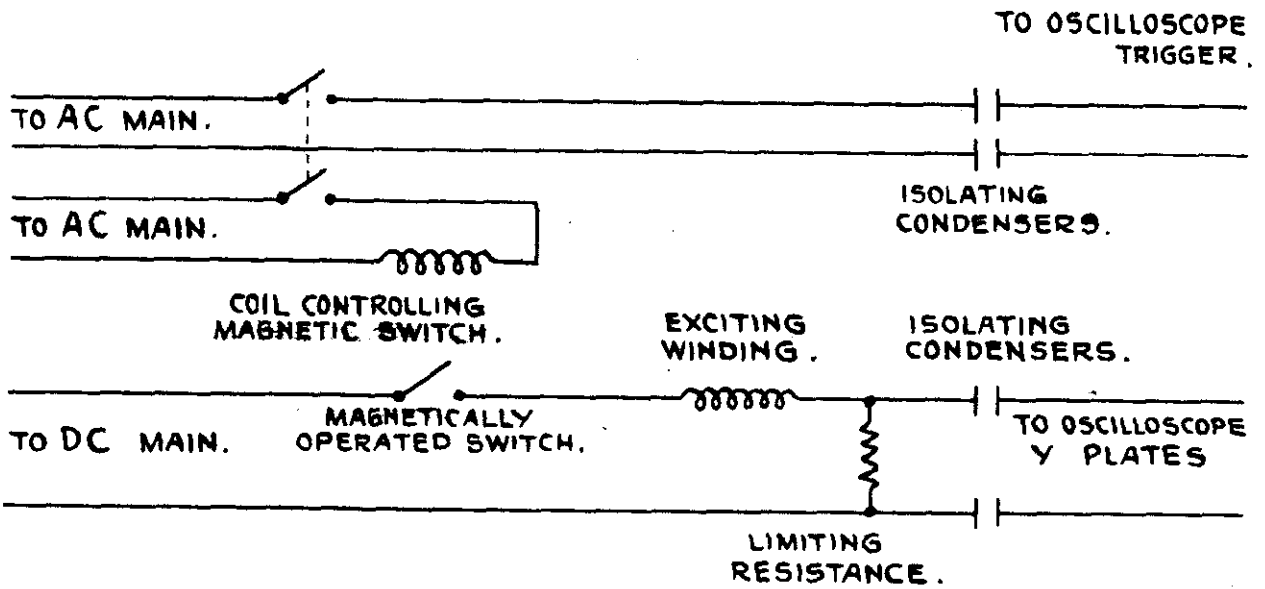 TO OSCILLOSCOPE
TRIGGER.
TO AC MAIN.
ISOLATING
CONDENSERS.
TO AC MAIN.
COIL CONTROLLING
MAGNETIC SWITCH.
EXCITING
WINDING.
ISOLATING
CONDENSERS.
MAGNETICALLY
OPERATED SWITCH.
TO DC MAIN.
TO OSCILLOSCOPE
Y PLATES
LIMITING
RESISTANCE.